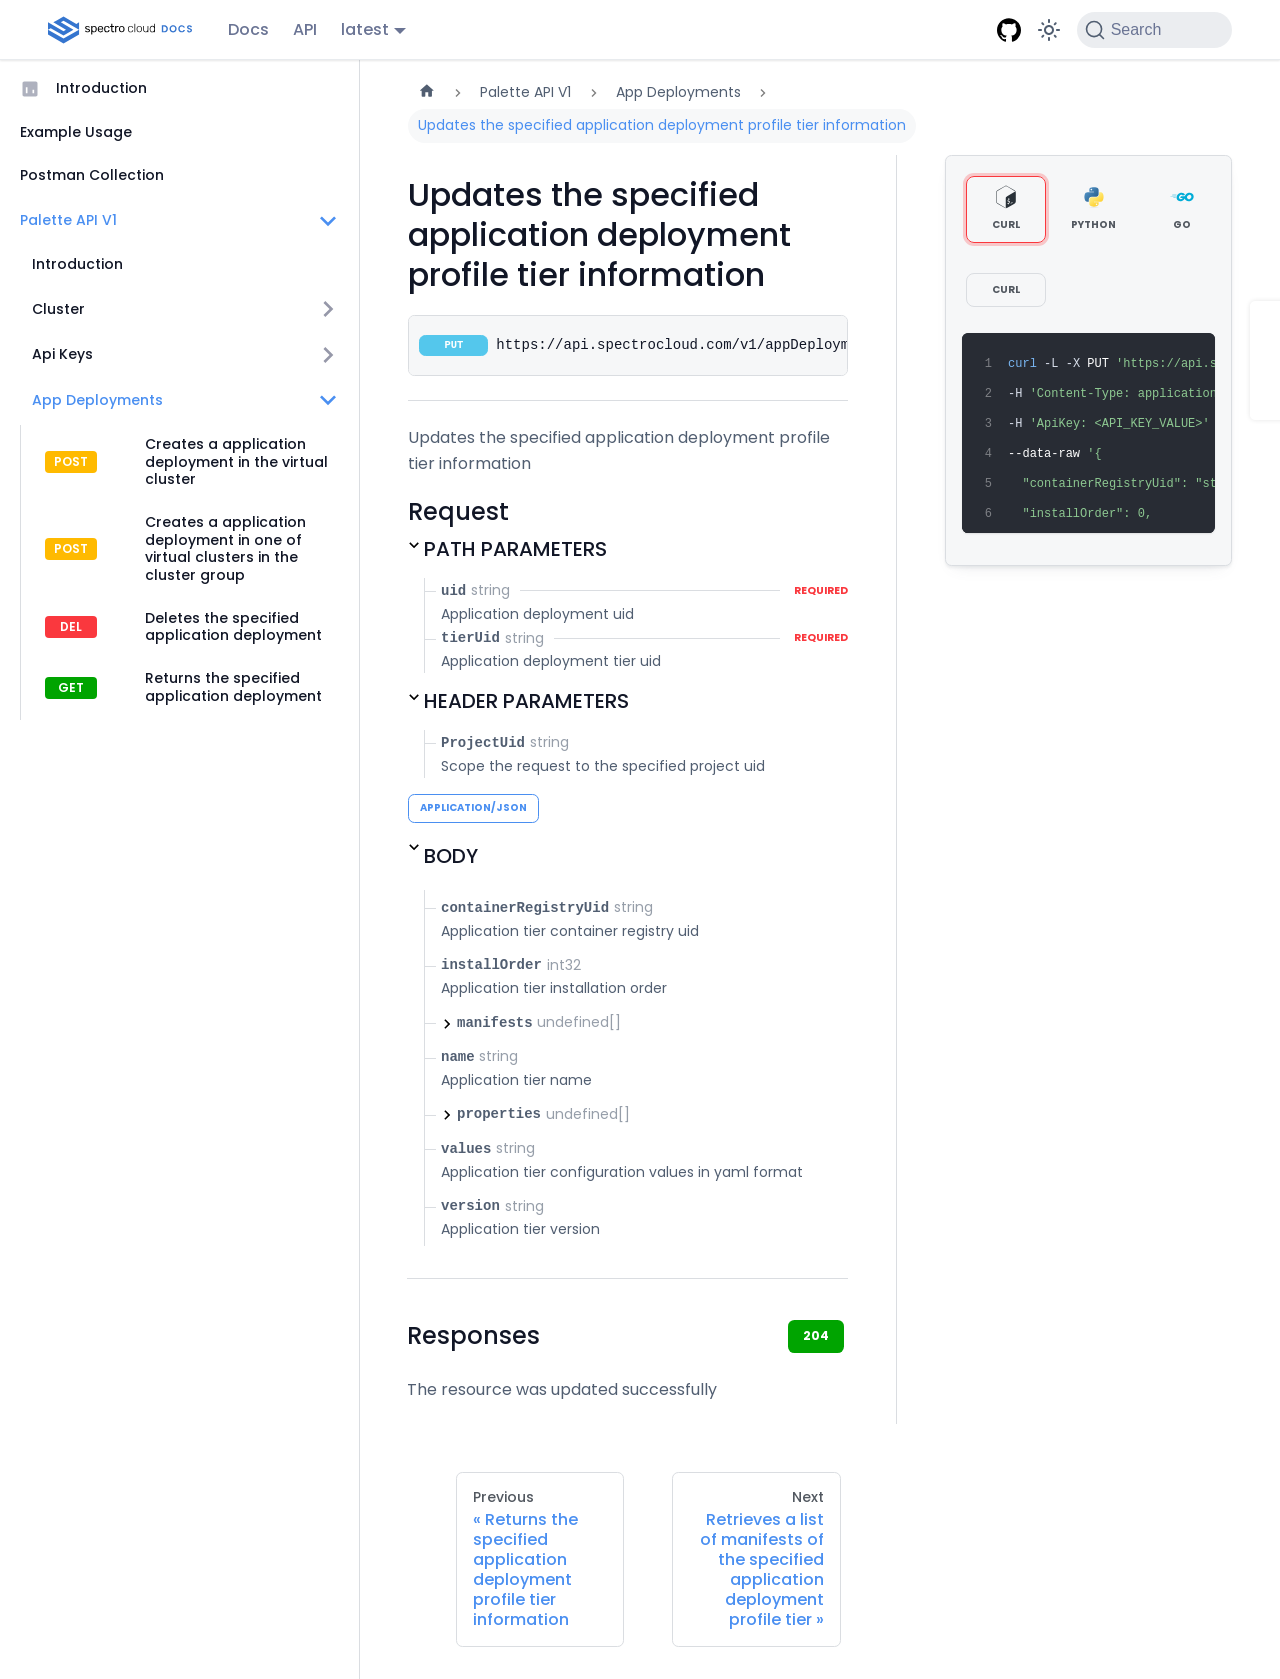 spectro cloud DOCS
Docs
API
latest
Search
Introduction
Example Usage
Postman Collection
Palette API V1
Introduction
Cluster
Api Keys
App Deployments
POST
Creates a application
deployment in the virtual
cluster
POST
Creates a application
deployment in one of
virtual clusters in the
cluster group
DEL
Deletes the specified
application deployment
GET
Returns the specified
application deployment
Palette API V1
App Deployments
Updates the specified application deployment profile tier information
Updates the specified
application deployment
profile tier information
PUT https://api.spectrocloud.com/v1/appDeploym
Updates the specified application deployment profile
tier information
Request
PATH PARAMETERS
uid string REQUIRED
Application deployment uid
tierUid string REQUIRED
Application deployment tier uid
HEADER PARAMETERS
ProjectUid string
Scope the request to the specified project uid
APPLICATION/JSON
BODY
containerRegistryUid string
Application tier container registry uid
installOrder int32
Application tier installation order
manifests undefined[]
name string
Application tier name
properties undefined[]
values string
Application tier configuration values in yaml format
version string
Application tier version
Responses
204
The resource was updated successfully
Previous
« Returns the
specified
application
deployment
profile tier
information
Next
Retrieves a list
of manifests of
the specified
application
deployment
profile tier »
CURL
PYTHON
GO
CURL
1 curl -L -X PUT 'https://api.s
2 -H 'Content-Type: application
3 -H 'ApiKey: <API_KEY_VALUE>'
4 --data-raw '{
5 "containerRegistryUid": "st
6 "installOrder": 0,